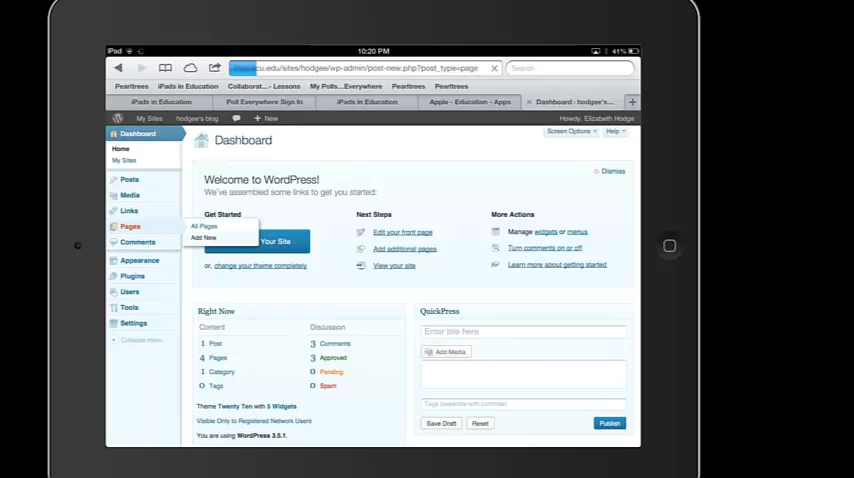 iPad 10:20 PM 41%
ecu.edu/sites/hodgee/wp-admin/post-new.php?post_type=page Search
Pearltrees iPads in Education Collaborat...- Lessons My Polls...Everywhere Pearltrees Pearltrees
iPads in Education Poll Everywhere Sign In iPads in Education Apple - Education - Apps Dashboard ‹ hodgee's...
My Sites hodgee's blog + New Howdy, Elizabeth Hodge
Dashboard
Home
My Sites
Posts
Media
Links
Pages
All Pages
Add New
Comments
Appearance
Plugins
Users
Tools
Settings
Collapse menu
Dashboard
Screen Options Help
Welcome to WordPress!
We've assembled some links to get you started:
Dismiss
Get Started
Your Site
or, change your theme completely
Next Steps
Edit your front page
Add additional pages
View your site
More Actions
Manage widgets or menus
Turn comments on or off
Learn more about getting started
Right Now
Content Discussion
1 Post 3 Comments
4 Pages 3 Approved
1 Category 0 Pending
0 Tags 0 Spam
Theme Twenty Ten with 5 Widgets
Visible Only to Registered Network Users
You are using WordPress 3.5.1.
QuickPress
Enter title here
Add Media
Tags (separate with commas)
Save Draft Reset Publish